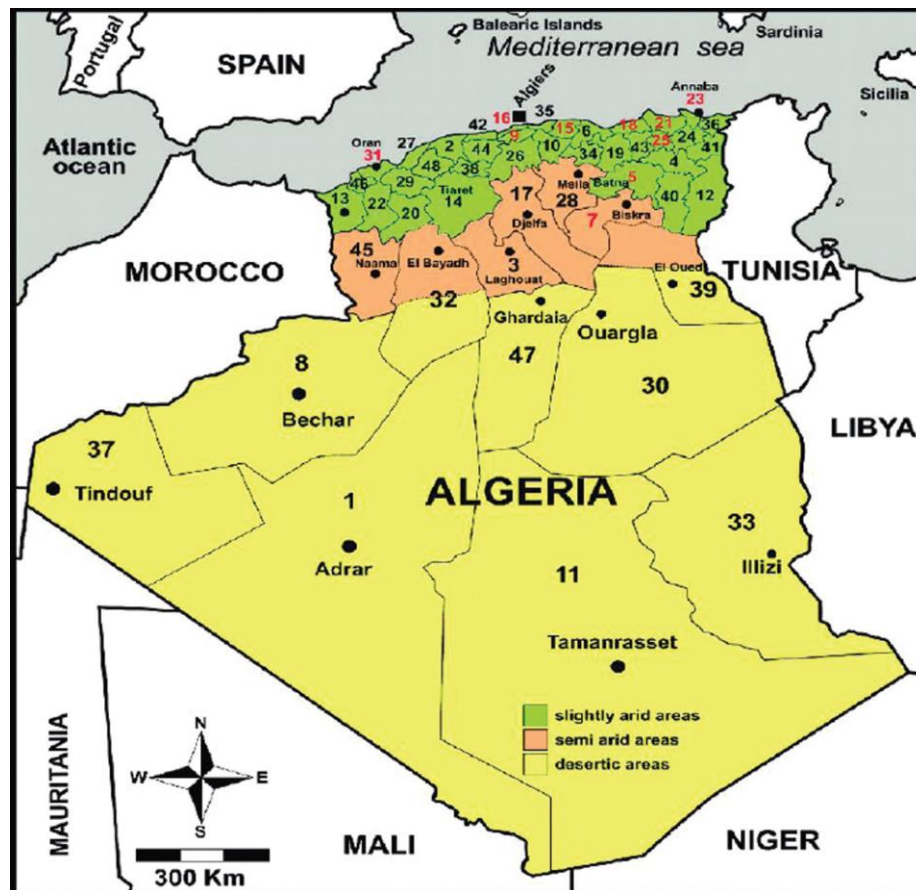 Balearic Islands
Sardinia
Mediterranean sea
Portugal
SPAIN
Sicilia
Algiers
Annaba
16
35
23
Atlantic
ocean
42
9
15
6
18
21
25
24
36
Oran
31
27
2
44
26
10
34
19
43
4
41
46
29
48
38
Tiaret
14
13
22
20
17
Djelfa
Msila
28
Batna
5
40
12
7
Biskra
MOROCCO
45
Naama
El Bayadh
3
Laghouat
El Oued
TUNISIA
32
Ghardaia
Ouargla
39
8
Bechar
47
30
LIBYA
37
Tindouf
1
Adrar
ALGERIA
33
Illizi
11
Tamanrasset
slightly arid areas
semi arid areas
desertic areas
MAURITANIA
N
W E
S
300 Km
MALI
NIGER